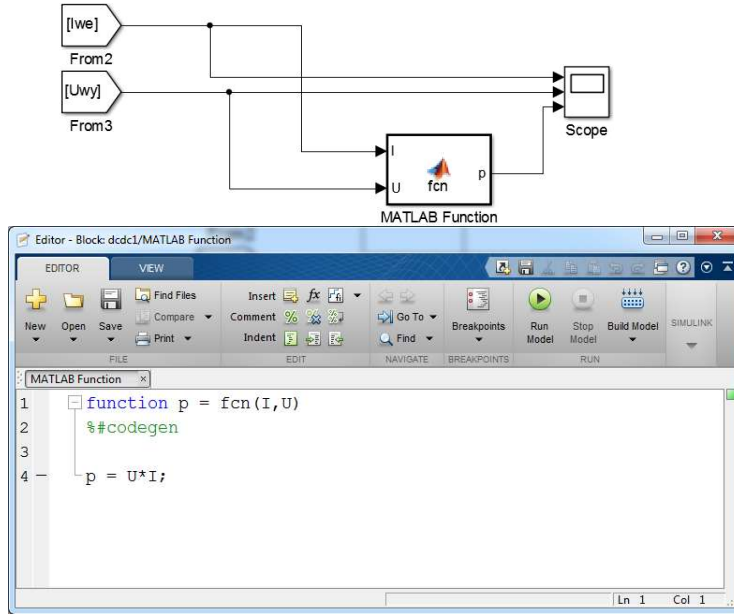 [Iwe]
From2
[Uwy]
From3
Scope
I
U
fcn
p
MATLAB Function
Editor - Block: dcdc1/MATLAB Function
EDITOR
VIEW
New
Open
Save
Find Files
Compare
Print
FILE
Insert
fx
Comment
Indent
EDIT
Go To
Find
NAVIGATE
Breakpoints
BREAKPOINTS
Run Model
Stop Model
Build Model
RUN
SIMULINK
MATLAB Function ×
1 function p = fcn(I,U)
2 %#codegen
3
4 – p = U*I;
Ln 1 Col 1